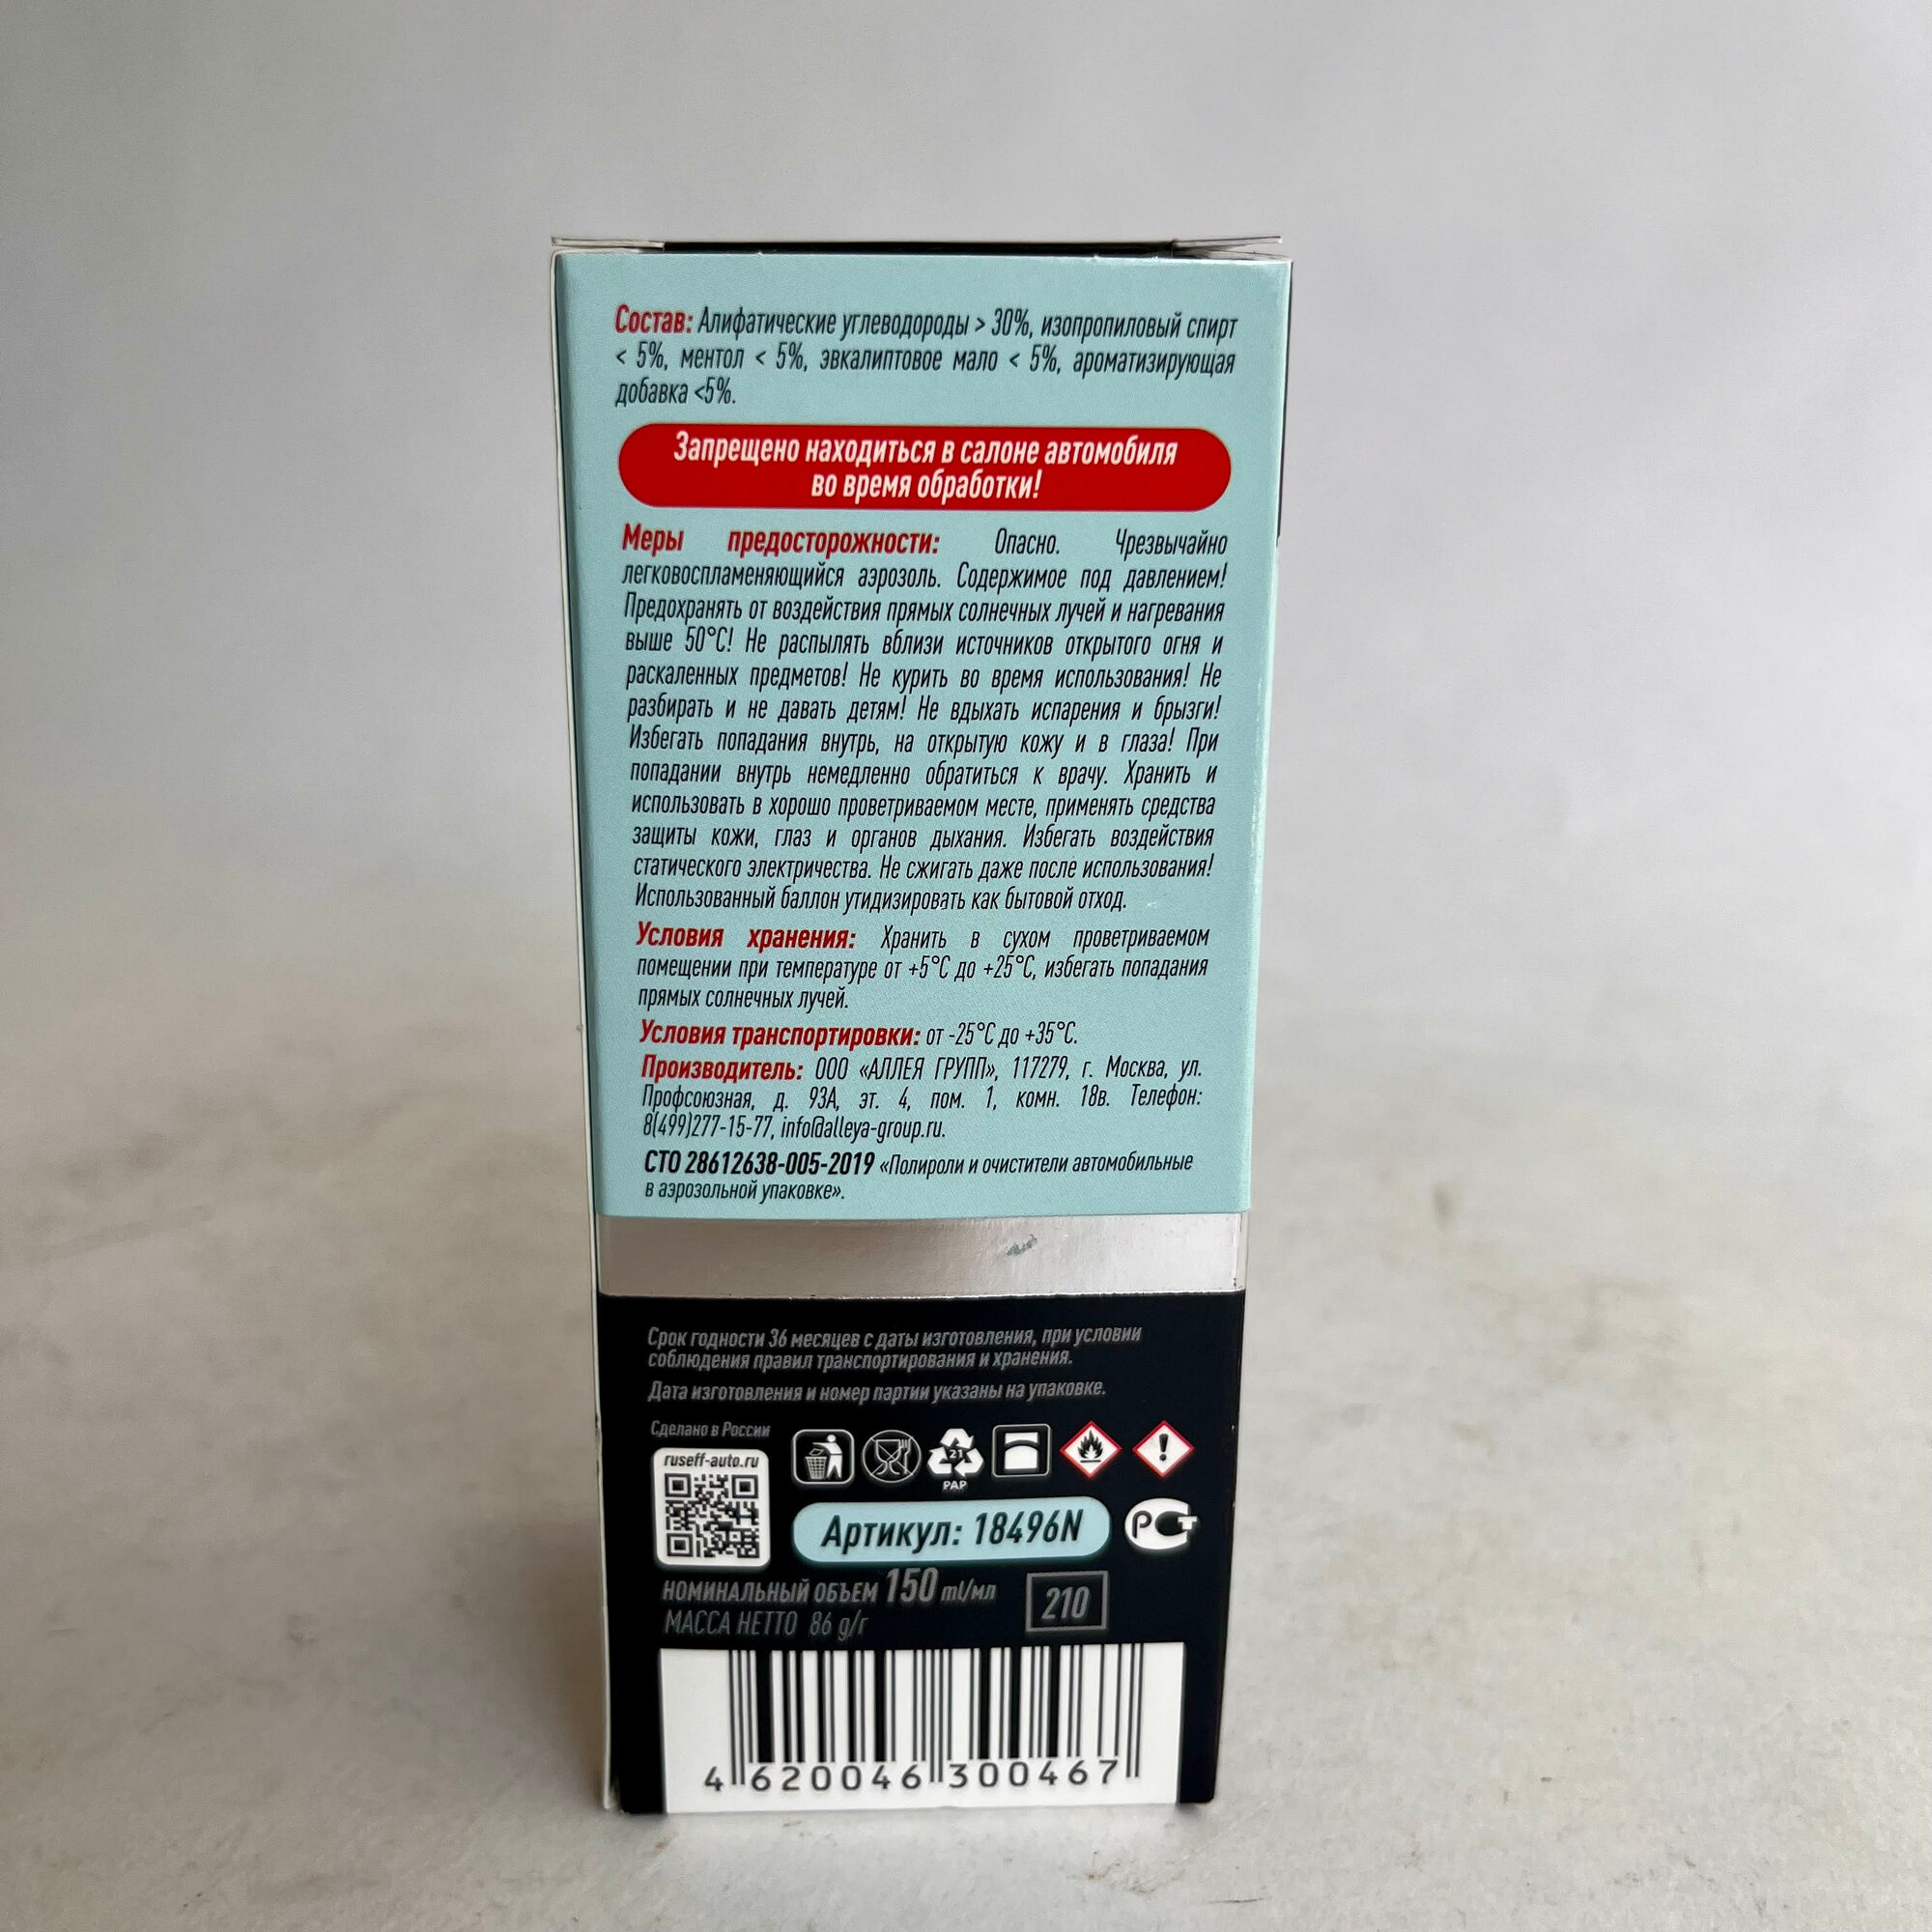 Состав: Алифатические углеводороды > 30%, изопропиловый спирт
< 5%, ментол < 5%, эвкалиптовое мало < 5%, ароматизирующая
добавка <5%.
Запрещено находиться в салоне автомобиля
во время обработки!
Меры предосторожности: Опасно. Чрезвычайно
легковоспламеняющийся аэрозоль. Содержимое под давлением!
Предохранять от воздействия прямых солнечных лучей и нагревания
выше 50°С! Не распылять вблизи источников открытого огня и
раскаленных предметов! Не курить во время использования! Не
разбирать и не давать детям! Не вдыхать испарения и брызги!
Избегать попадания внутрь, на открытую кожу и в глаза! При
попадании внутрь немедленно обратиться к врачу. Хранить и
использовать в хорошо проветриваемом месте, применять средства
защиты кожи, глаз и органов дыхания. Избегать воздействия
статического электричества. Не сжигать даже после использования!
Использованный баллон утидизировать как бытовой отход.
Условия хранения: Хранить в сухом проветриваемом
помещении при температуре от +5°С до +25°С, избегать попадания
прямых солнечных лучей.
Условия транспортировки: от -25°С до +35°С.
Производитель: ООО «АЛЛЕЯ ГРУПП», 117279, г. Москва, ул.
Профсоюзная, д. 93А, эт. 4, пом. 1, комн. 18в. Телефон:
8(499)277-15-77, info@alleya-group.ru.
СТО 28612638-005-2019 «Полироли и очистители автомобильные
в аэрозольной упаковке».
Срок годности 36 месяцев с даты изготовления, при условии
соблюдения правил транспортирования и хранения.
Дата изготовления и номер партии указаны на упаковке.
Сделано в России
ruseff-auto.ru
21
PAP
Артикул: 18496N
РСТ
НОМИНАЛЬНЫЙ ОБЪЕМ 150 ml/мл
МАССА НЕТТО 86 g/г
210
4 620046 300467